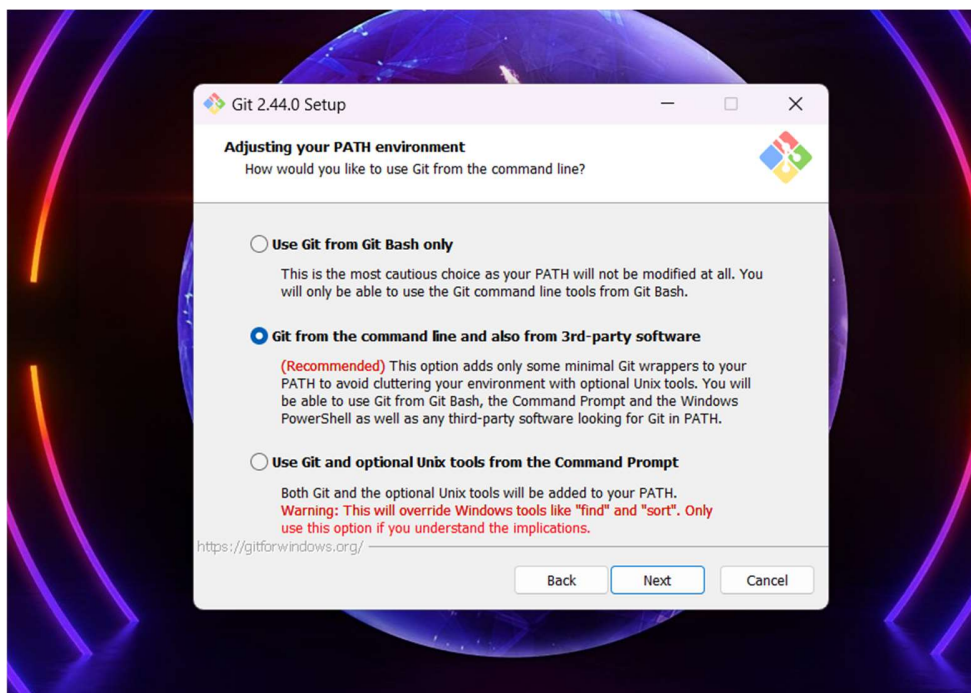 Git 2.44.0 Setup
Adjusting your PATH environment
How would you like to use Git from the command line?
Use Git from Git Bash only
This is the most cautious choice as your PATH will not be modified at all. You
will only be able to use the Git command line tools from Git Bash.
Git from the command line and also from 3rd-party software
(Recommended) This option adds only some minimal Git wrappers to your
PATH to avoid cluttering your environment with optional Unix tools. You will
be able to use Git from Git Bash, the Command Prompt and the Windows
PowerShell as well as any third-party software looking for Git in PATH.
Use Git and optional Unix tools from the Command Prompt
Both Git and the optional Unix tools will be added to your PATH.
Warning: This will override Windows tools like "find" and "sort". Only
use this option if you understand the implications.
https://gitforwindows.org/
Back Next Cancel